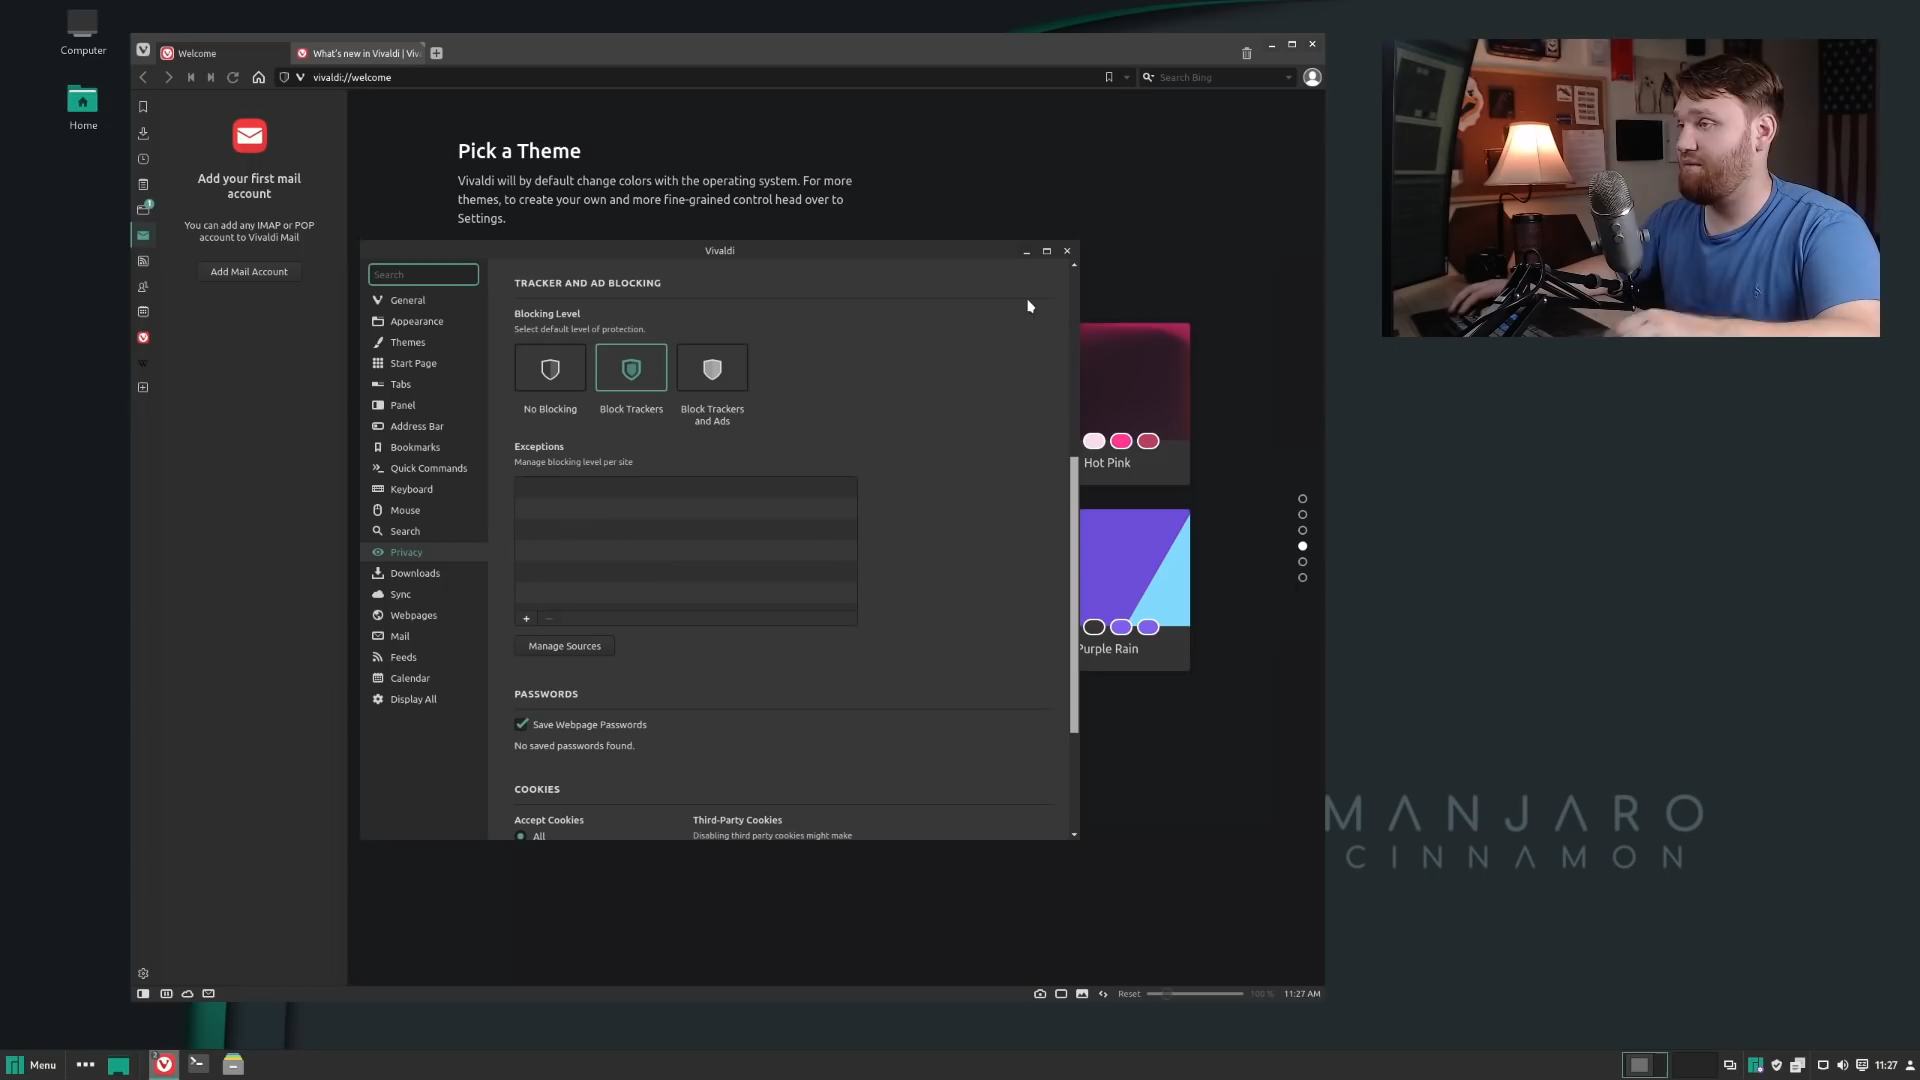 Computer
Home
Welcome
What's new in Vivaldi | Viv
vivaldi://welcome
Search Bing
Add your first mail
account
You can add any IMAP or POP
account to Vivaldi Mail
Add Mail Account
Pick a Theme
Vivaldi will by default change colors with the operating system. For more
themes, to create your own and more fine-grained control head over to
Settings.
Vivaldi
Search
General
Appearance
Themes
Start Page
Tabs
Panel
Address Bar
Bookmarks
Quick Commands
Keyboard
Mouse
Search
Privacy
Downloads
Sync
Webpages
Mail
Feeds
Calendar
Display All
TRACKER AND AD BLOCKING
Blocking Level
Select default level of protection.
No Blocking
Block Trackers
Block Trackers
and Ads
Exceptions
Manage blocking level per site
Manage Sources
PASSWORDS
Save Webpage Passwords
No saved passwords found.
COOKIES
Accept Cookies
All
Third-Party Cookies
Disabling third party cookies might make
Hot Pink
Purple Rain
MANJARO
CINNAMON
Reset
100 %
11:27 AM
Menu
11:27